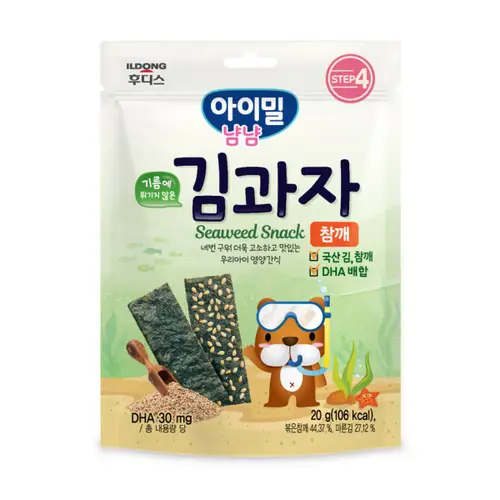 ILDONG
후디스
STEP 4
아이밀
냠냠
기름에
튀기지 않은
김과자
Seaweed Snack
참깨
네번 구워 더욱 고소하고 맛있는
우리아이 영양간식
국산 김, 참깨
DHA 배합
DHA 30 mg
/ 총 내용량 당
20 g(106 kcal),
볶은참깨 44.37 %, 마른김 27.12 %